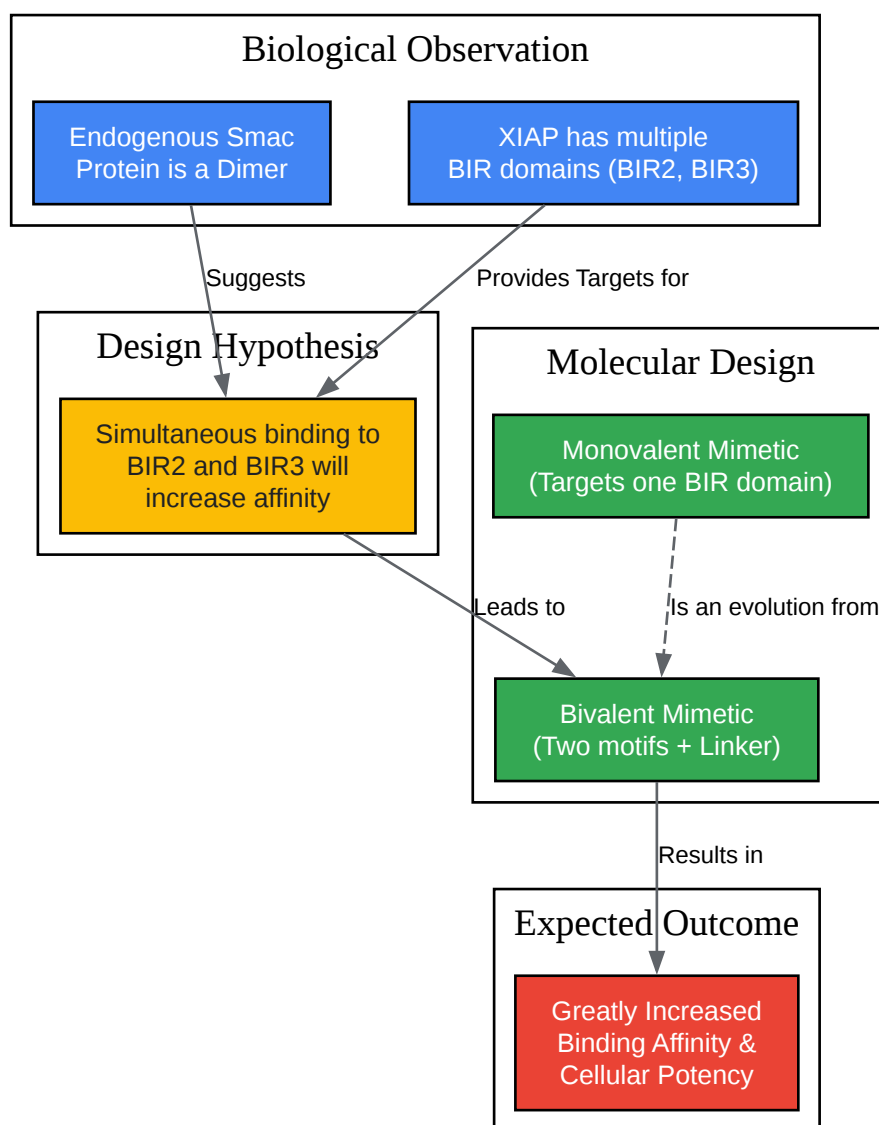 Biological Observation
Endogenous Smac
Protein is a Dimer
XIAP has multiple
BIR domains (BIR2, BIR3)
Suggests
Provides Targets for
Design Hypothesis
Simultaneous binding to
BIR2 and BIR3 will
increase affinity
Molecular Design
Monovalent Mimetic
(Targets one BIR domain)
Leads to
Is an evolution from
Bivalent Mimetic
(Two motifs + Linker)
Results in
Expected Outcome
Greatly Increased
Binding Affinity &
Cellular Potency